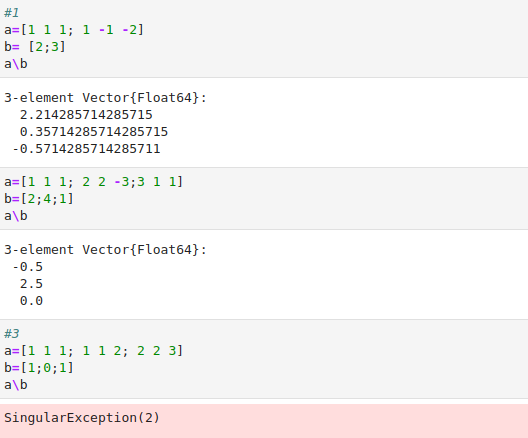 #1
a=[1 1 1; 1 -1 -2]
b= [2;3]
a\b
3-element Vector{Float64}:
2.214285714285715
0.35714285714285715
-0.5714285714285711
a=[1 1 1; 2 2 -3;3 1 1]
b=[2;4;1]
a\b
3-element Vector{Float64}:
-0.5
2.5
0.0
#3
a=[1 1 1; 1 1 2; 2 2 3]
b=[1;0;1]
a\b
SingularException(2)